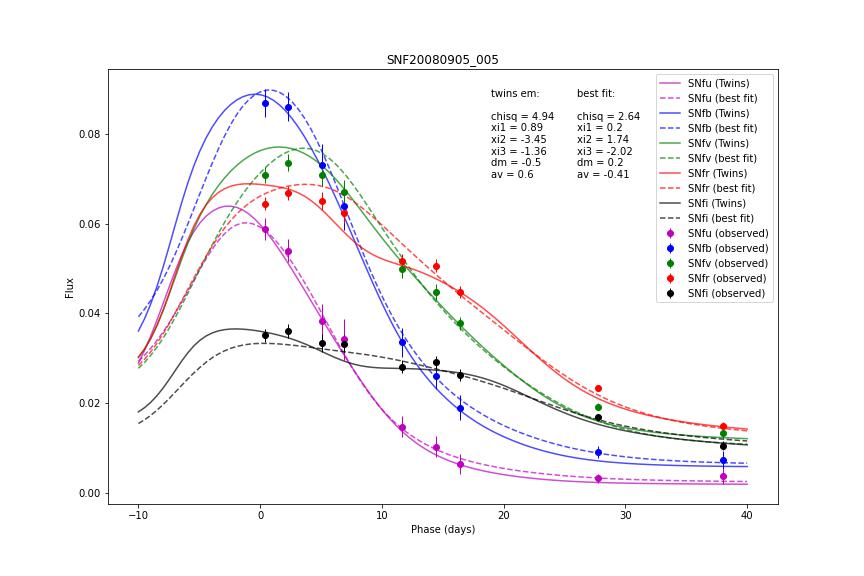 SNF20080905_005
twins em: best fit:
chisq = 4.94 chisq = 2.64
xi1 = 0.89 xi1 = 0.2
xi2 = -3.45 xi2 = 1.74
xi3 = -1.36 xi3 = -2.02
dm = -0.5 dm = 0.2
av = 0.6 av = -0.41
SNfu (Twins)
SNfu (best fit)
SNfb (Twins)
SNfb (best fit)
SNfv (Twins)
SNfv (best fit)
SNfr (Twins)
SNfr (best fit)
SNfi (Twins)
SNfi (best fit)
SNfu (observed)
SNfb (observed)
SNfv (observed)
SNfr (observed)
SNfi (observed)
Flux
0.08
0.06
0.04
0.02
0.00
−10 0 10 20 30 40
Phase (days)